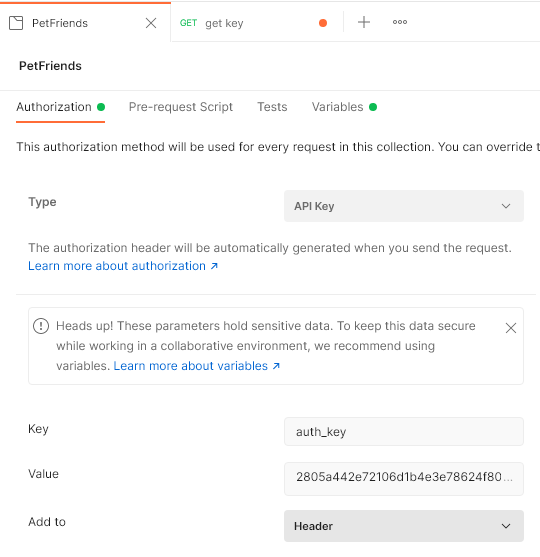 PetFriends
GET get key
PetFriends
Authorization Pre-request Script Tests Variables
This authorization method will be used for every request in this collection. You can override
Type
API Key
The authorization header will be automatically generated when you send the request.
Learn more about authorization ↗
Heads up! These parameters hold sensitive data. To keep this data secure
while working in a collaborative environment, we recommend using
variables. Learn more about variables ↗
Key
auth_key
Value
2805a442e72106d1b4e3e78624f80...
Add to
Header